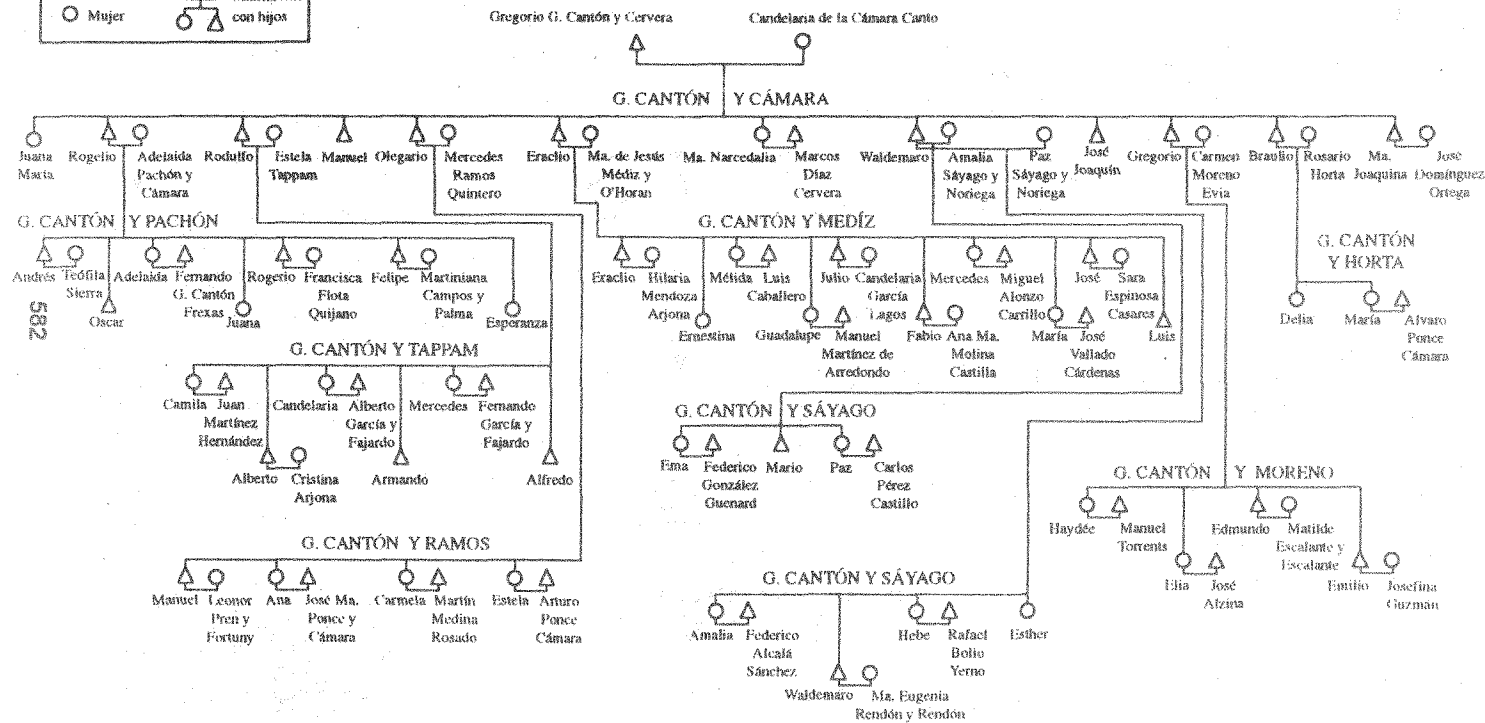 Mujer
con hijos
Gregorio G. Cantón y Cervera
Candelaria de la Cámara Canto
G. CANTÓN Y CÁMARA
Juana
María
Rogelio
Adelaida
Pachón y
Cámara
Rodulfo
Estela
Tappam
Manuel
Olegario
Mercedes
Ramos
Quintero
Eraclio
Ma. de Jesús
Médiz y
O'Horan
Ma. Narcedalia
Marcos
Díaz
Cervera
Waldemaro
Amalia
Sáyago y
Noriega
Paz
Sáyago y
Noriega
José
Joaquín
Gregorio
Carmen
Moreno
Evia
Braulio
Rosario
Horta
Ma.
Joaquina
José
Domínguez
Ortega
G. CANTÓN Y PACHÓN
Andrés
Teófila
Sierra
Oscar
Adelaida
Fernando
G. Cantón
Frexas
Juana
Rogerio
Francisca
Flota
Quijano
Felipe
Martiniana
Campos y
Palma
Esperanza
G. CANTÓN Y MEDÍZ
Eraclio
Hilaria
Mendoza
Arjona
Ernestina
Mélida
Luis
Caballero
Guadalupe
Manuel
Martínez de
Arredondo
Julio
Candelaria
García
Lagos
Fabio
Ana Ma.
Molina
Castilla
Mercedes
Miguel
Alonzo
Carrillo
María
José
Vallado
Cárdenas
José
Sara
Espinosa
Casares
Luis
G. CANTÓN
Y HORTA
Delia
María
Alvaro
Ponce
Cámara
582
G. CANTÓN Y TAPPAM
Camila
Juan
Martínez
Hernández
Alberto
Cristina
Arjona
Candelaria
Alberto
García y
Fajardo
Armando
Mercedes
Fernando
García y
Fajardo
Alfredo
G. CANTÓN Y SÁYAGO
Ema
Federico
González
Guenard
Mario
Paz
Carlos
Pérez
Castillo
G. CANTÓN Y MORENO
Haydée
Manuel
Torrents
Elia
José
Alzina
Edmundo
Matilde
Escalante y
Escalante
Emilio
Josefina
Guzmán
G. CANTÓN Y RAMOS
Manuel
Leonor
Pren y
Fortuny
Ana
José Ma.
Ponce y
Cámara
Carmela
Martín
Medina
Rosado
Estela
Arturo
Ponce
Cámara
G. CANTÓN Y SÁYAGO
Amalia
Federico
Alcalá
Sánchez
Waldemaro
Ma. Eugenia
Rendón y Rendón
Hebe
Rafael
Bolio
Yerno
Esther